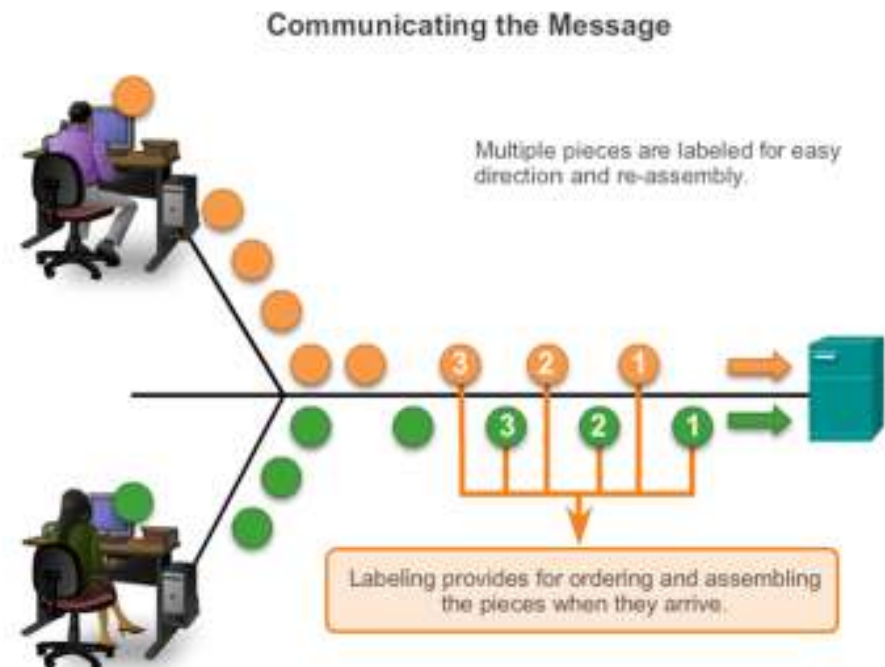 Communicating the Message
Multiple pieces are labeled for easy
direction and re-assembly.
3 2 1
3 2 1
Labeling provides for ordering and assembling
the pieces when they arrive.